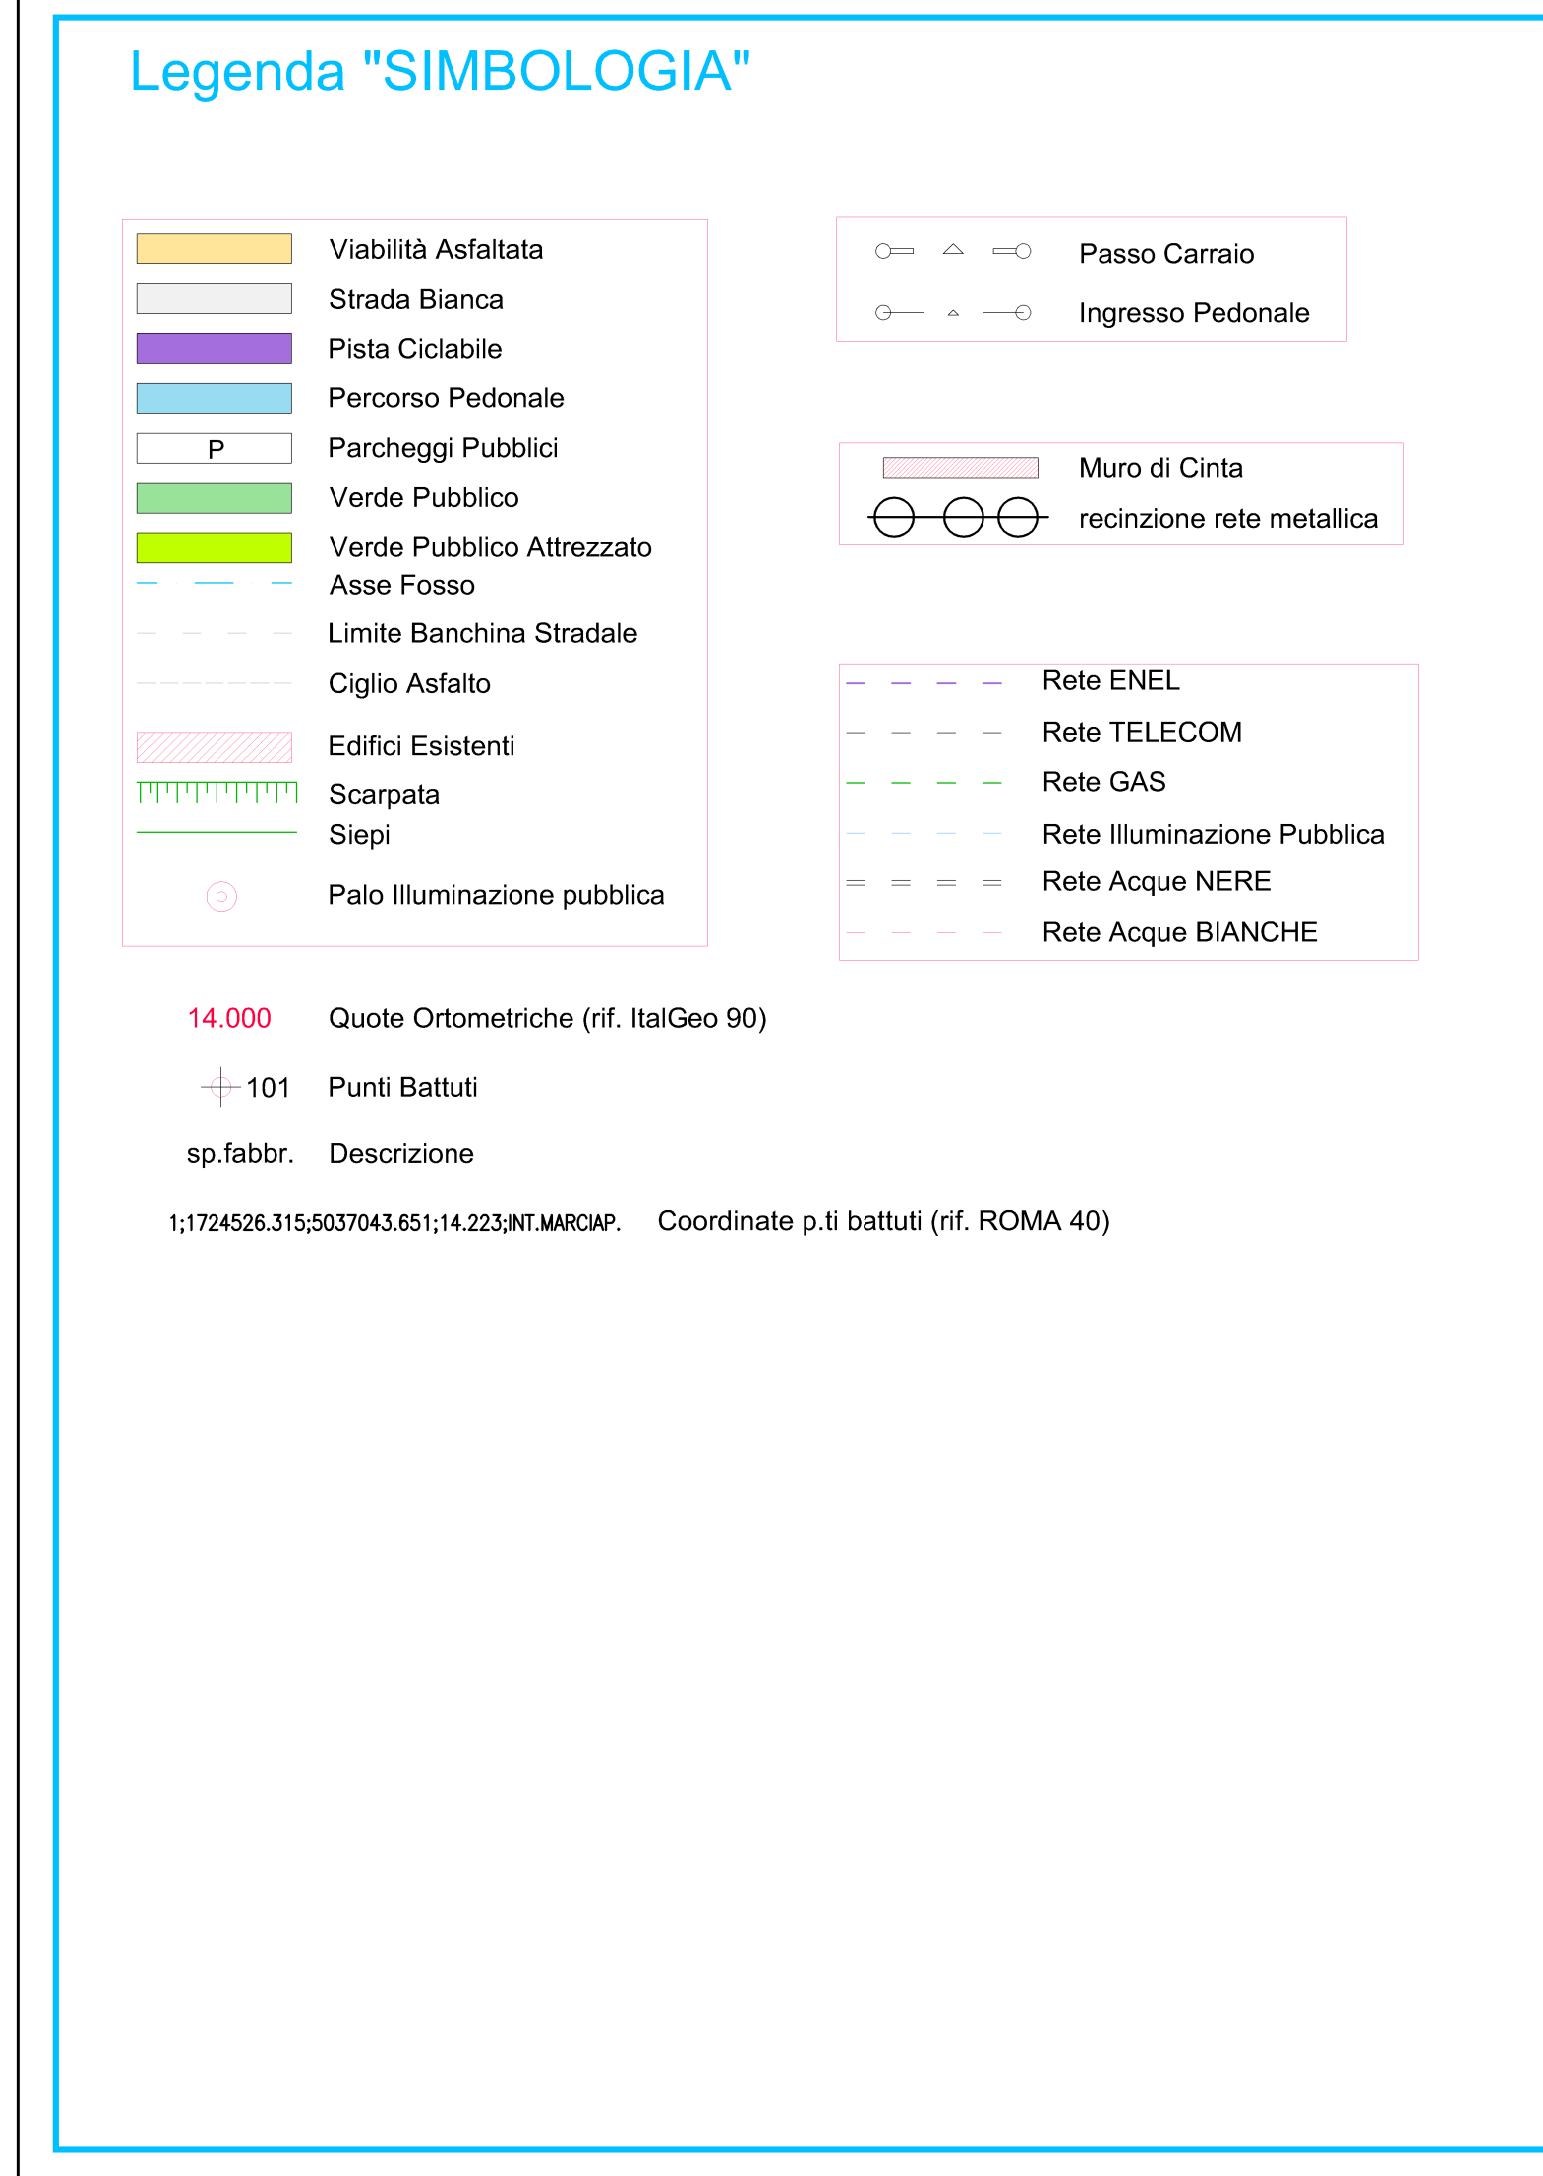 Legenda "SIMBOLOGIA"
Viabilità Asfaltata
Strada Bianca
Pista Ciclabile
Percorso Pedonale
P Parcheggi Pubblici
Verde Pubblico
Verde Pubblico Attrezzato
Asse Fosso
Limite Banchina Stradale
Ciglio Asfalto
Edifici Esistenti
Scarpata
Siepi
Palo Illuminazione pubblica
Passo Carraio
Ingresso Pedonale
Muro di Cinta
recinzione rete metallica
Rete ENEL
Rete TELECOM
Rete GAS
Rete Illuminazione Pubblica
Rete Acque NERE
Rete Acque BIANCHE
14.000 Quote Ortometriche (rif. ItalGeo 90)
101 Punti Battuti
sp.fabbr. Descrizione
1;1724526.315;5037043.651;14.223;INT.MARCIAP. Coordinate p.ti battuti (rif. ROMA 40)